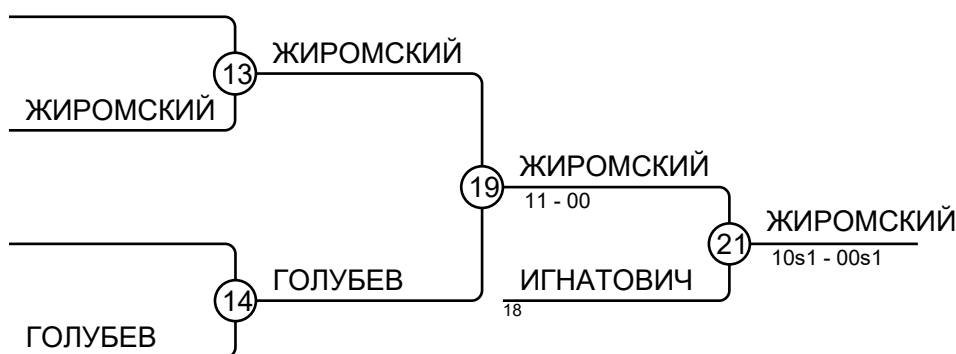 ЖИРОМСКИЙ
13
ЖИРОМСКИЙ
ЖИРОМСКИЙ
19
11 - 00
ЖИРОМСКИЙ
21
10s1 - 00s1
ГОЛУБЕВ
14
ИГНАТОВИЧ
18
ГОЛУБЕВ